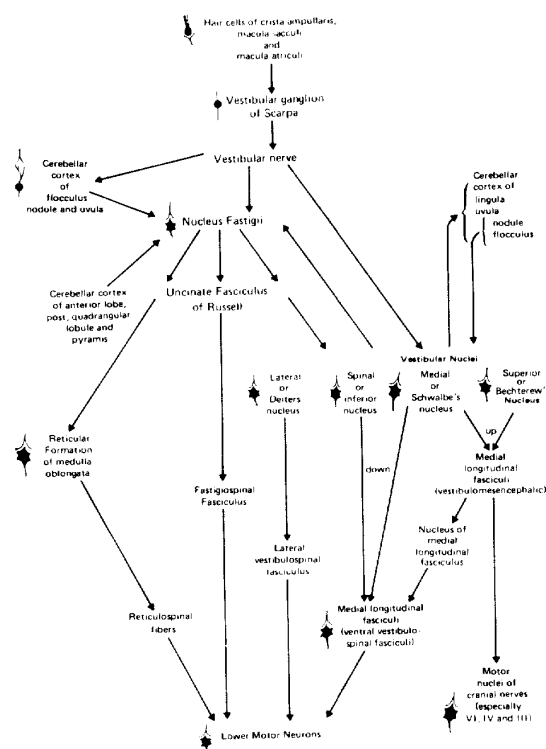 Hair cells of crista ampullaris,
macula sacculi
and
macula atriculi
Vestibular ganglion
of Scarpa
Vestibular nerve
Cerebellar
cortex
of
flocculus
nodule and uvula
Cerebellar
cortex of
lingula
uvula
nodule
flocculus
Nucleus Fastigii
Cerebellar cortex
of anterior lobe,
post, quadrangular
lobule and
pyramis
Uncinate Fasciculus
of Russell
Vestibular Nuclei
Lateral
or
Deiters
nucleus
Spinal
or
inferior
nucleus
Medial
or
Schwalbe's
nucleus
Superior
or
Bechterew'
Nucleus
up
Reticular
Formation
of medulla
oblongata
down
Medial
longitudinal
fasciculi
(vestibulomesencephalic)
Fastigiospinal
Fasciculus
Nucleus of
medial
longitudinal
fasciculus
Lateral
vestibulospinal
fasciculus
Reticulospinal
fibers
Medial longitudinal
fasciculi
(ventral vestibulo-
spinal fasciculi)
Motor
nuclei of
cranial nerves
(especially
VI, IV and III)
Lower Motor Neurons